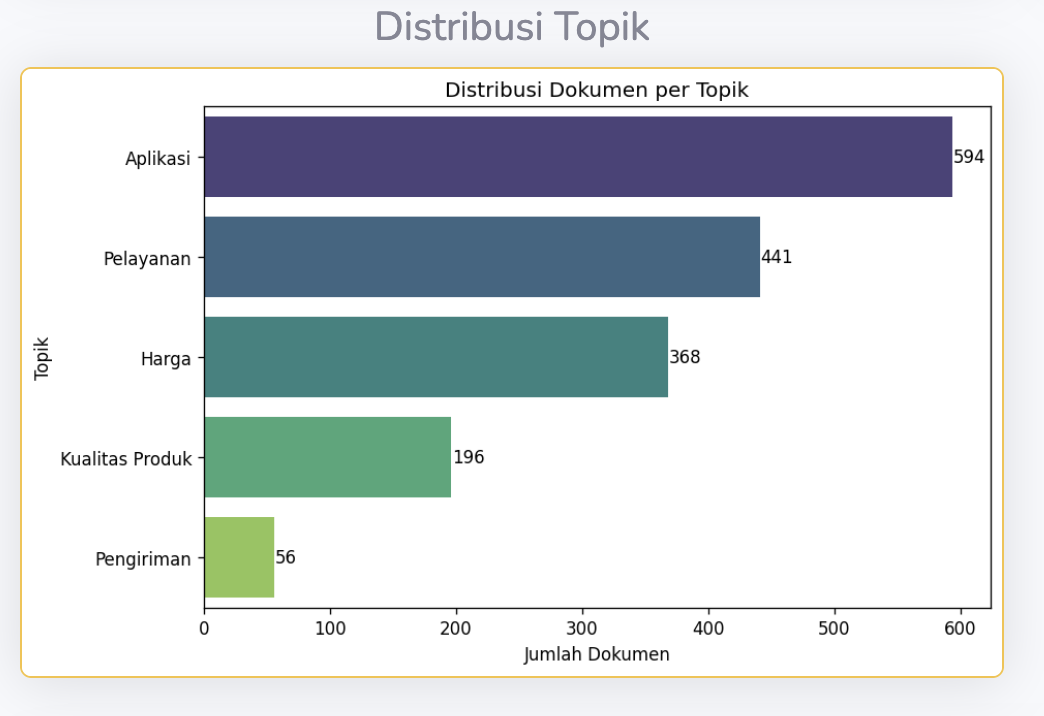 Distribusi Topik
Distribusi Dokumen per Topik
Topik
Aplikasi
594
Pelayanan
441
Harga
368
Kualitas Produk
196
Pengiriman
56
0 100 200 300 400 500 600
Jumlah Dokumen